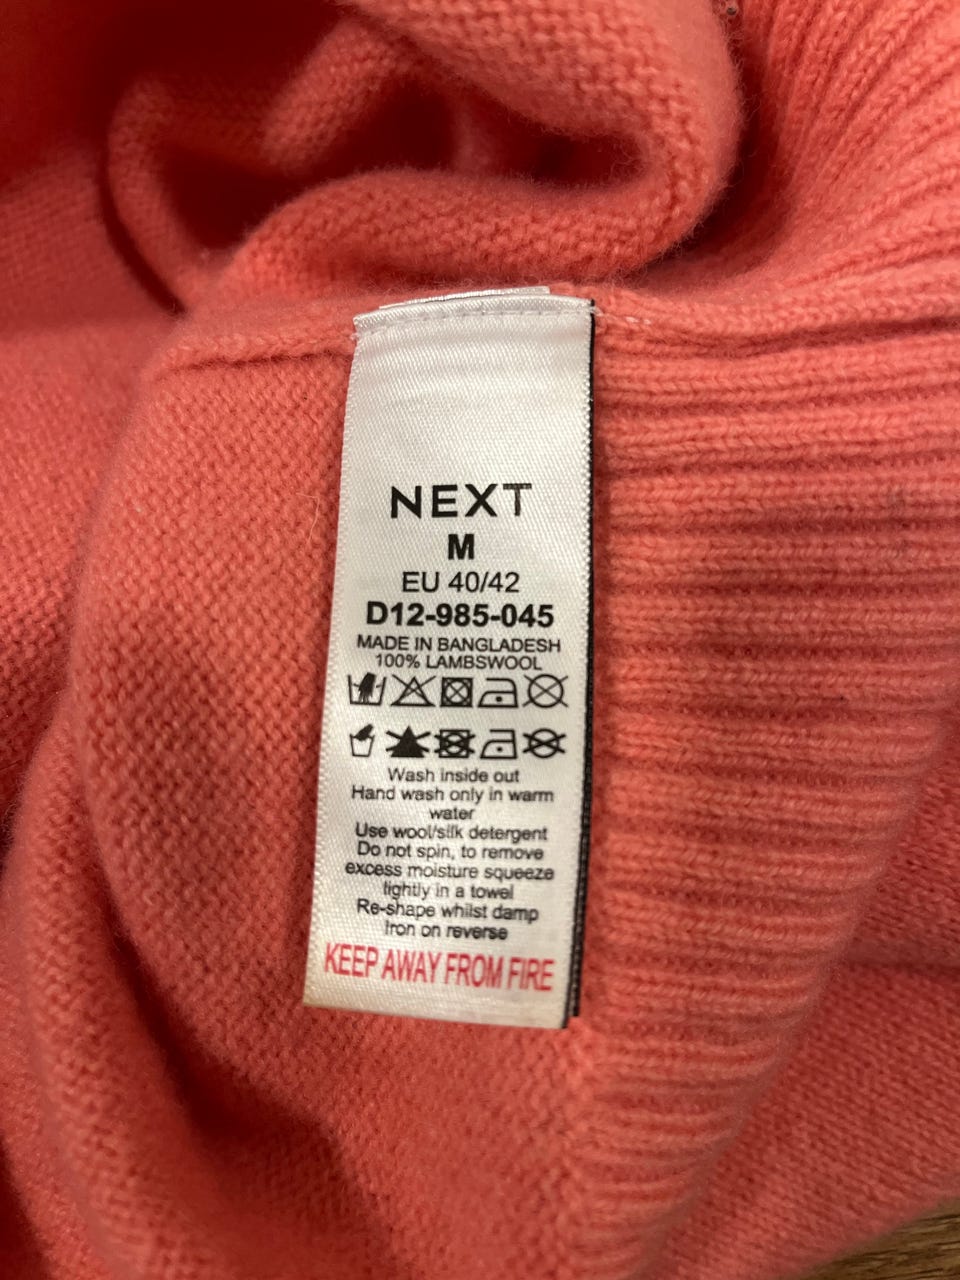 NEXT
M
EU 40/42
D12-985-045
MADE IN BANGLADESH
100% LAMBSWOOL
Wash inside out
Hand wash only in warm
water
Use wool/silk detergent
Do not spin, to remove
excess moisture squeeze
lightly in a towel
Re-shape whilst damp
Iron on reverse
KEEP AWAY FROM FIRE